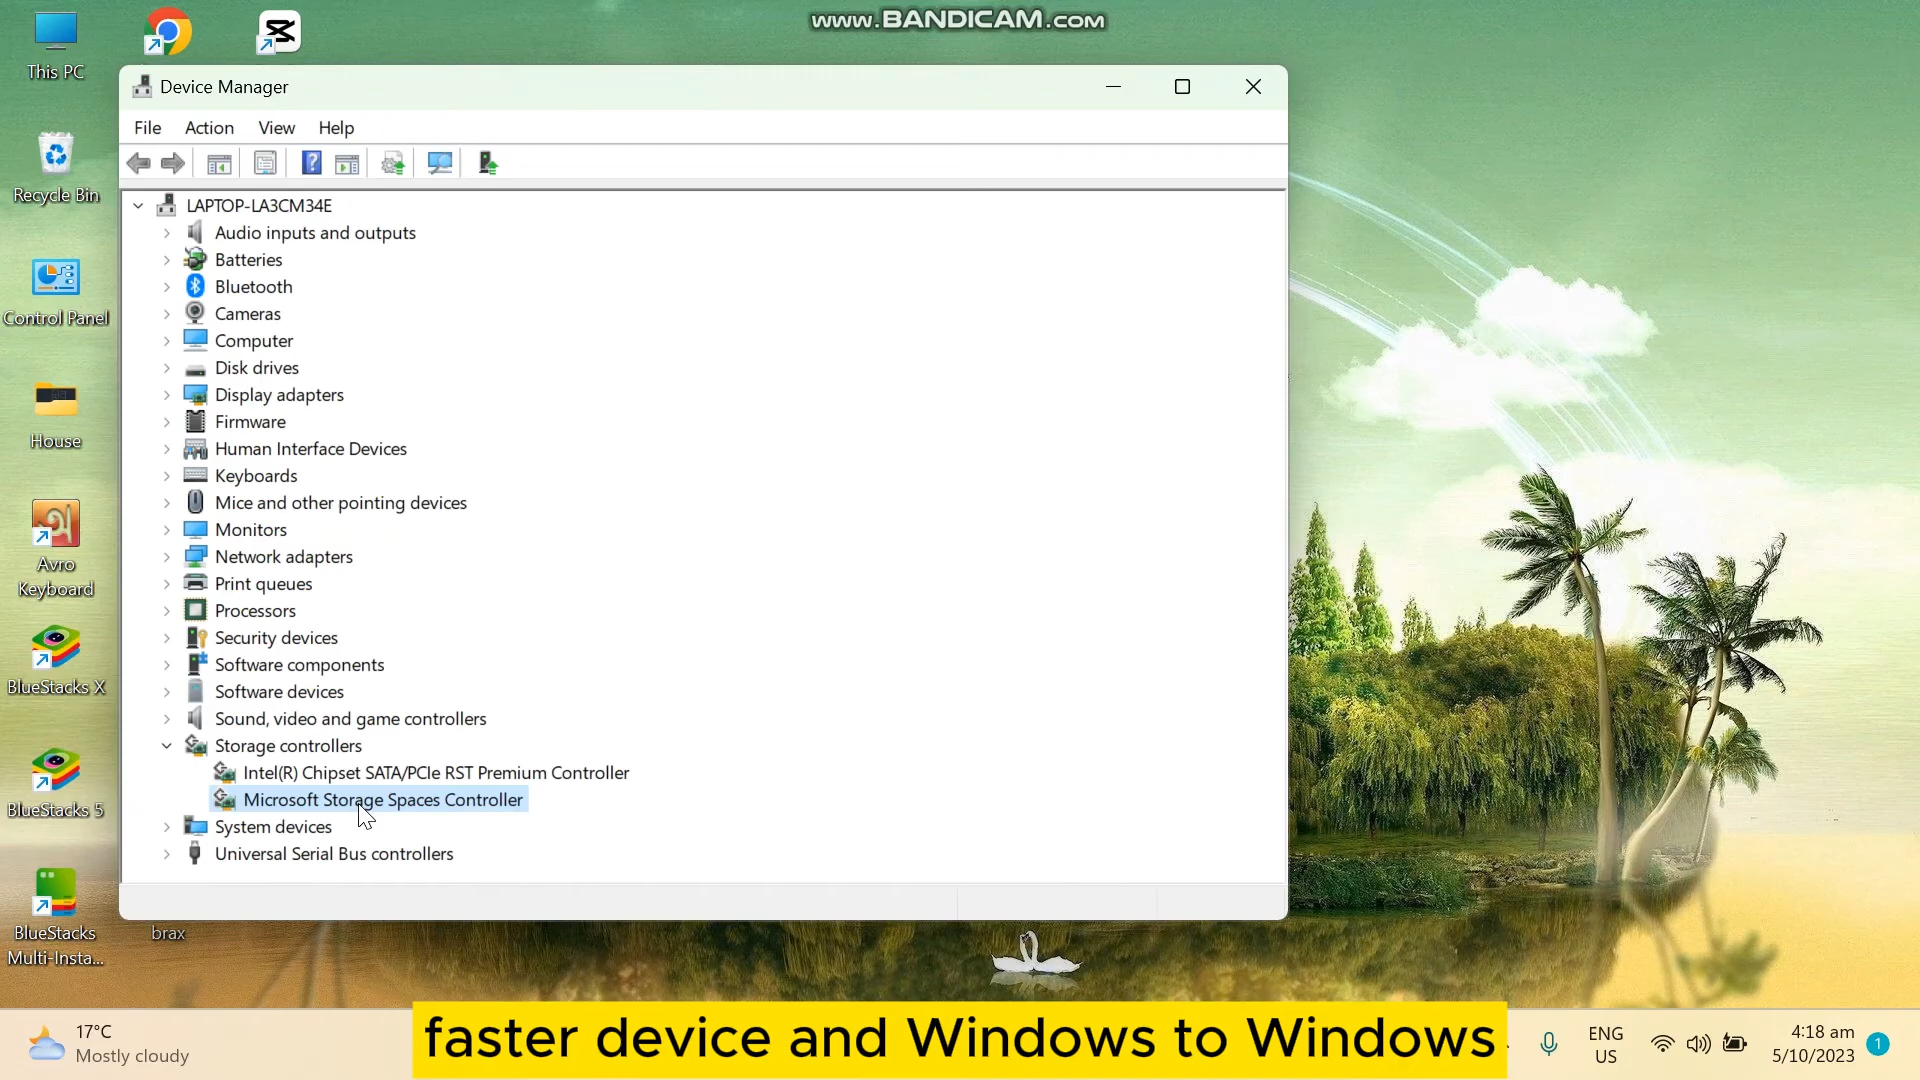 www.BANDICAM.com
This PC
Device Manager
File Action View Help
Recycle Bin
LAPTOP-LA3CM34E
Audio inputs and outputs
Batteries
Bluetooth
Cameras
Control Panel
Computer
Disk drives
Display adapters
Firmware
House
Human Interface Devices
Keyboards
Mice and other pointing devices
Monitors
Avro
Keyboard
Network adapters
Print queues
Processors
Security devices
Software components
BlueStacks X
Software devices
Sound, video and game controllers
Storage controllers
Intel(R) Chipset SATA/PCIe RST Premium Controller
Microsoft Storage Spaces Controller
BlueStacks 5
System devices
Universal Serial Bus controllers
BlueStacks
Multi-Insta...
brax
17°C
Mostly cloudy
faster device and Windows to Windows
ENG
US
4:18 am
5/10/2023
1